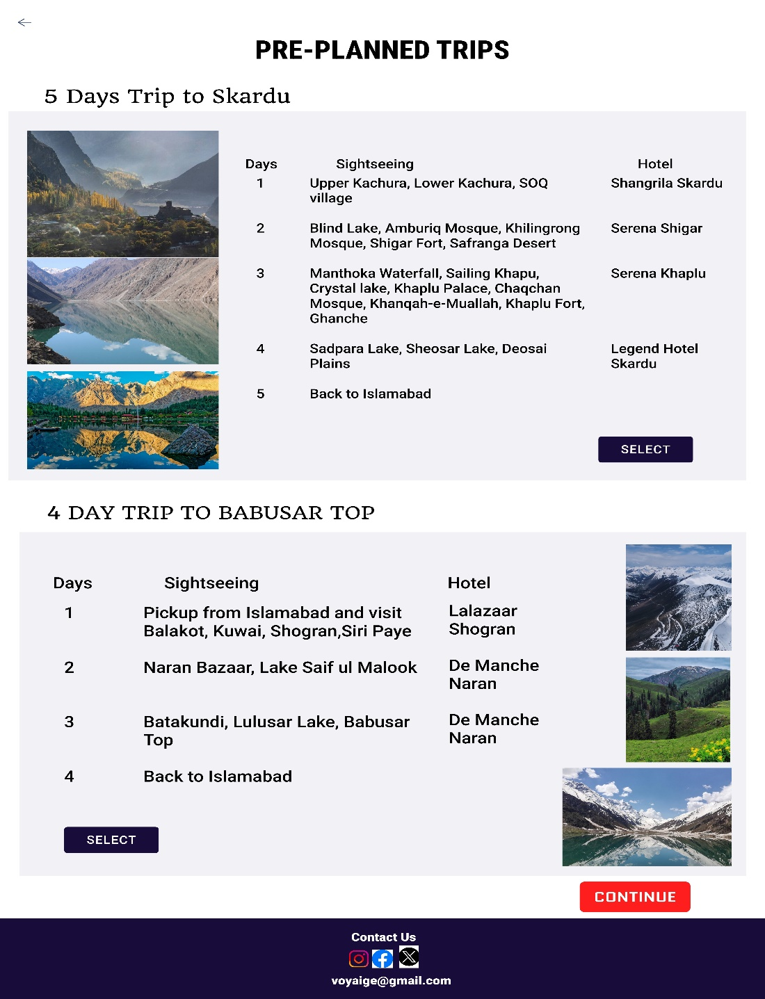 PRE-PLANNED TRIPS
5 Days Trip to Skardu
Days Sightseeing Hotel
1 Upper Kachura, Lower Kachura, SOQ Shangrila Skardu
village
2 Blind Lake, Amburiq Mosque, Khilingrong Serena Shigar
Mosque, Shigar Fort, Safranga Desert
3 Manthoka Waterfall, Sailing Khapu, Serena Khaplu
Crystal lake, Khaplu Palace, Chaqchan
Mosque, Khanqah-e-Muallah, Khaplu Fort,
Ghanche
4 Sadpara Lake, Sheosar Lake, Deosai Legend Hotel
Plains Skardu
5 Back to Islamabad
SELECT
4 DAY TRIP TO BABUSAR TOP
Days Sightseeing Hotel
1 Pickup from Islamabad and visit Lalazaar
Balakot, Kuwai, Shogran,Siri Paye Shogran
2 Naran Bazaar, Lake Saif ul Malook De Manche
Naran
3 Batakundi, Lulusar Lake, Babusar De Manche
Top Naran
4 Back to Islamabad
SELECT
CONTINUE
Contact Us
voyaige@gmail.com